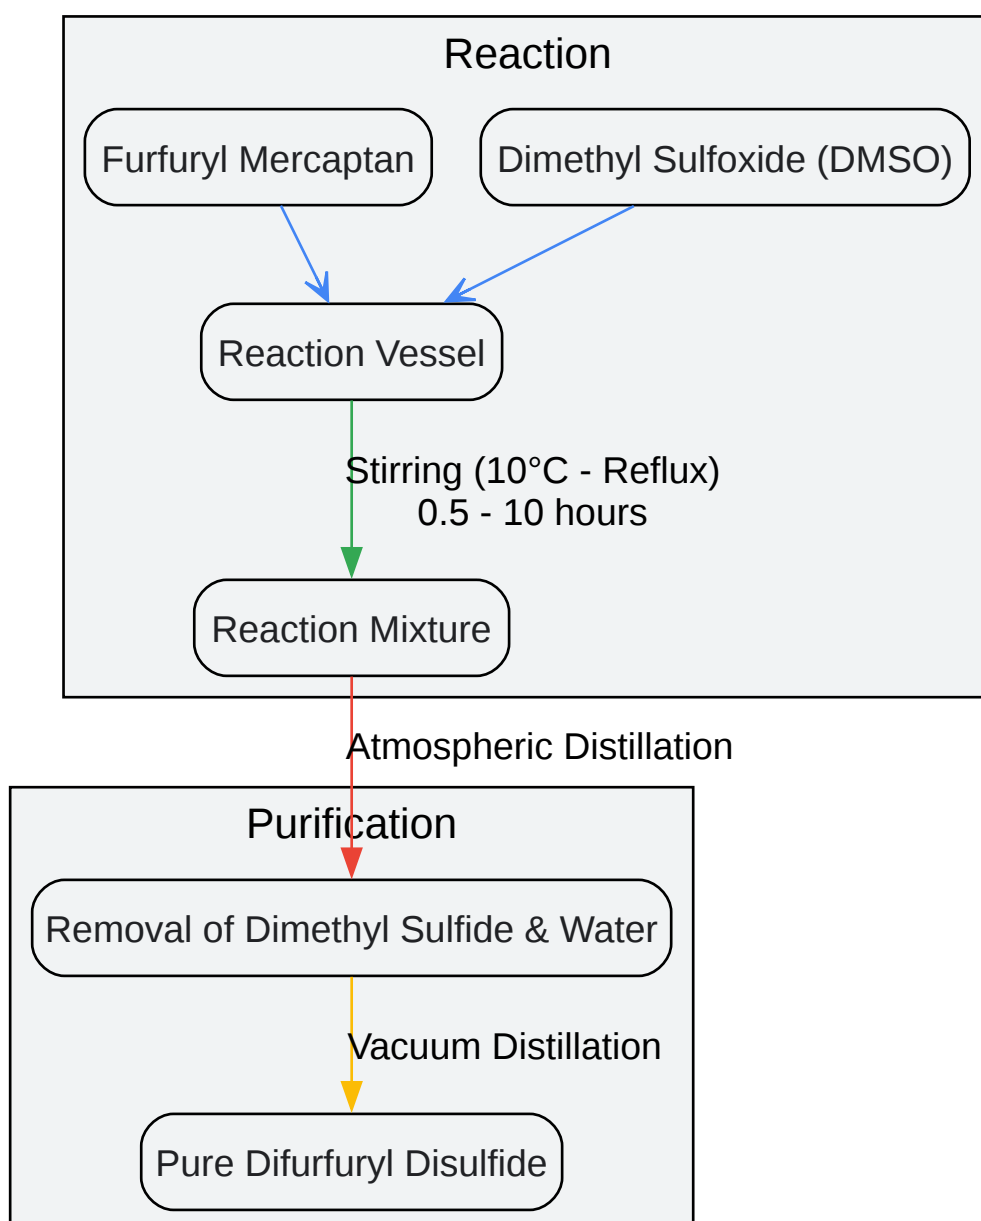 Reaction
Furfuryl Mercaptan
Dimethyl Sulfoxide (DMSO)
Reaction Vessel
Stirring (10°C - Reflux)
0.5 - 10 hours
Reaction Mixture
Atmospheric Distillation
Purification
Removal of Dimethyl Sulfide & Water
Vacuum Distillation
Pure Difurfuryl Disulfide